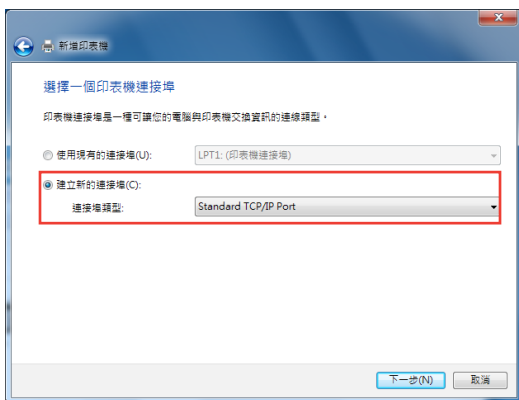 新增印表機
選擇一個印表機連接埠
印表機連接埠是一種可讓您的電腦與印表機交換資訊的連線類型。
使用現有的連接埠(U): LPT1: (印表機連接埠)
建立新的連接埠(C):
連接埠類型: Standard TCP/IP Port
下一步(N) 取消